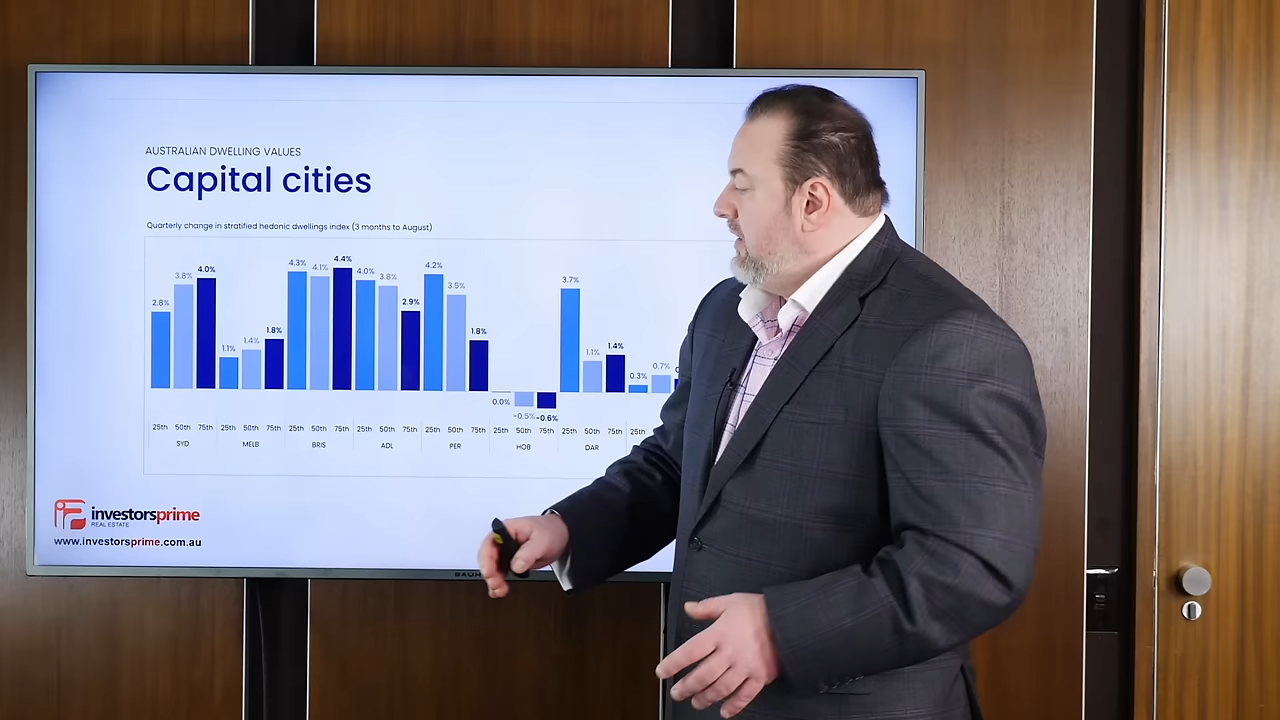 AUSTRALIAN DWELLING VALUES
Capital cities
Quarterly change in stratified hedonic dwellings index (3 months to August)
2.8% 3.8% 4.0% 1.1% 1.4% 1.8% 4.3% 4.1% 4.4% 4.0% 3.8% 2.9% 4.2% 3.5% 1.8% 0.0% -0.5% -0.6% 3.7% 1.1% 1.4% 0.3% 0.7%
25th 50th 75th 25th 50th 75th 25th 50th 75th 25th 50th 75th 25th 50th 75th 25th 50th 75th 25th 50th 75th 25th
SYD MELB BRIS ADL PER HOB DAR
investorsprime
REAL ESTATE
www.investorsprime.com.au